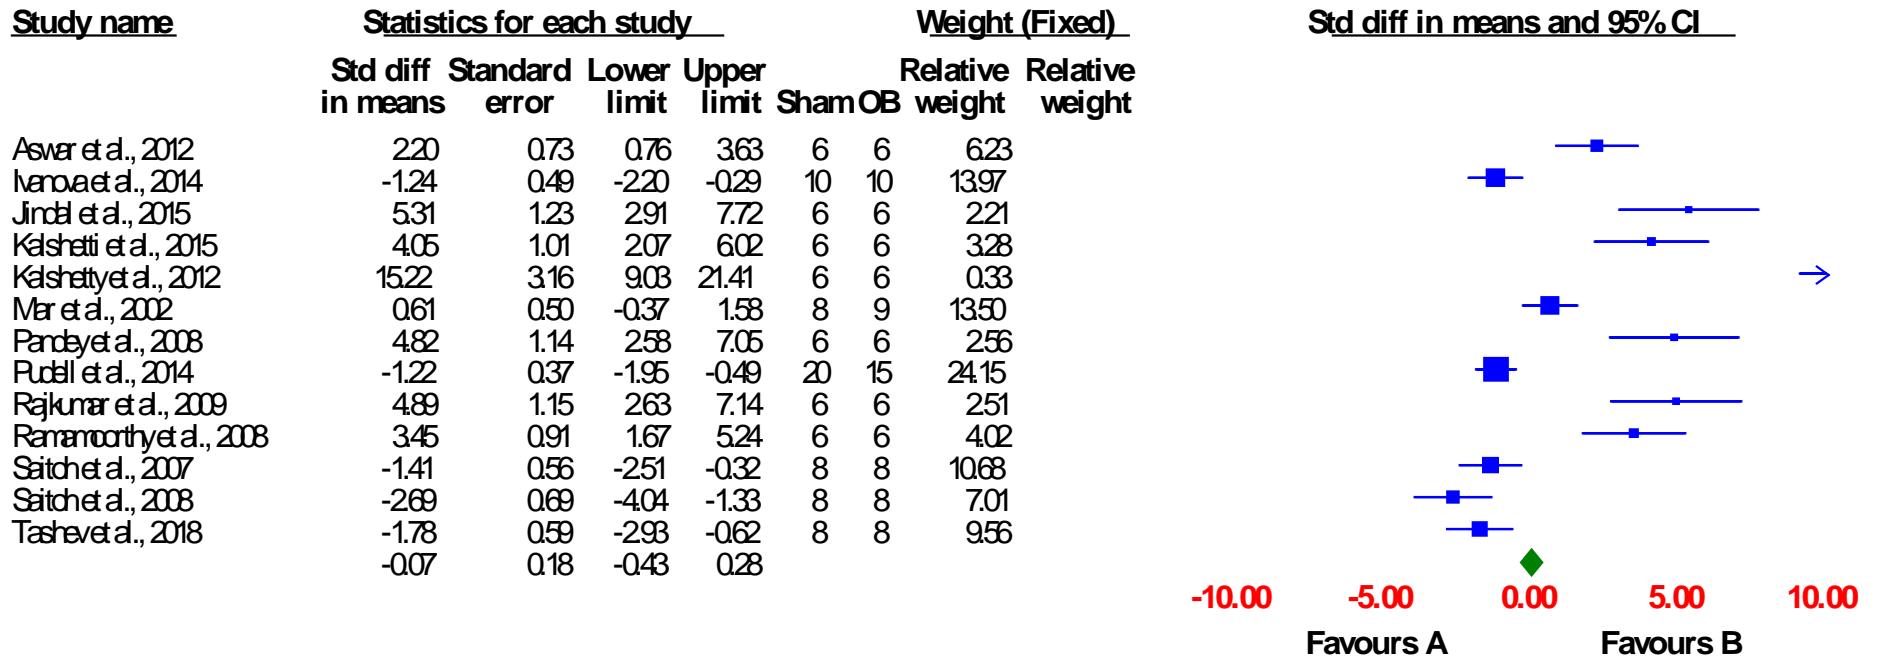 Study name Statistics for each study Weight (Fixed) Std diff in means and 95% CI
Std diff Standard Lower Upper Relative Relative
in means error limit limit Sham OB weight weight
Aswar et al., 2012 2.20 0.73 0.76 3.63 6 6 6.23
Ivanova et al., 2014 -1.24 0.49 -2.20 -0.29 10 10 13.97
Jindal et al., 2015 5.31 1.23 2.91 7.72 6 6 2.21
Kalshetti et al., 2015 4.05 1.01 2.07 6.02 6 6 3.28
Kalshetty et al., 2012 15.22 3.16 9.03 21.41 6 6 0.33
Mar et al., 2002 0.61 0.50 -0.37 1.58 8 9 13.50
Pandey et al., 2008 4.82 1.14 2.58 7.05 6 6 2.56
Pudell et al., 2014 -1.22 0.37 -1.95 -0.49 20 15 24.15
Rajkumar et al., 2009 4.89 1.15 2.63 7.14 6 6 2.51
Ramamoorthy et al., 2008 3.45 0.91 1.67 5.24 6 6 4.02
Saitoh et al., 2007 -1.41 0.56 -2.51 -0.32 8 8 10.68
Saitoh et al., 2008 -2.69 0.69 -4.04 -1.33 8 8 7.01
Tashev et al., 2018 -1.78 0.59 -2.93 -0.62 8 8 9.56
-0.07 0.18 -0.43 0.28
-10.00 -5.00 0.00 5.00 10.00
Favours A Favours B